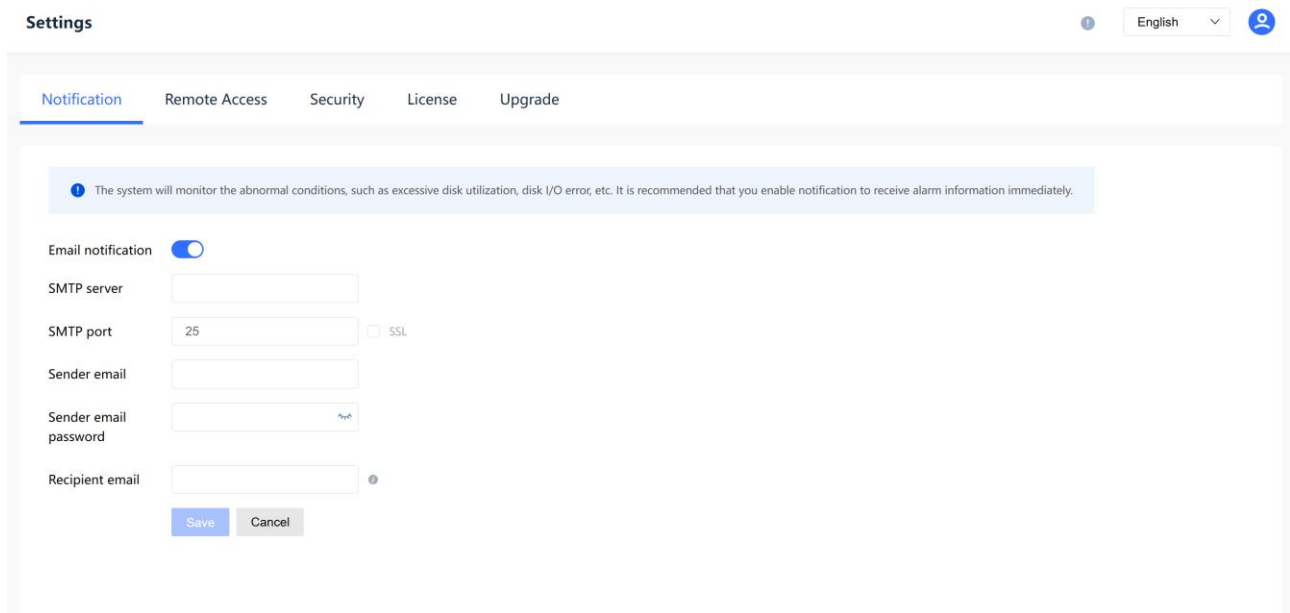 Settings
English
Notification Remote Access Security License Upgrade
The system will monitor the abnormal conditions, such as excessive disk utilization, disk I/O error, etc. It is recommended that you enable notification to receive alarm information immediately.
Email notification
SMTP server
SMTP port 25 SSL
Sender email
Sender email
password
Recipient email
Save Cancel